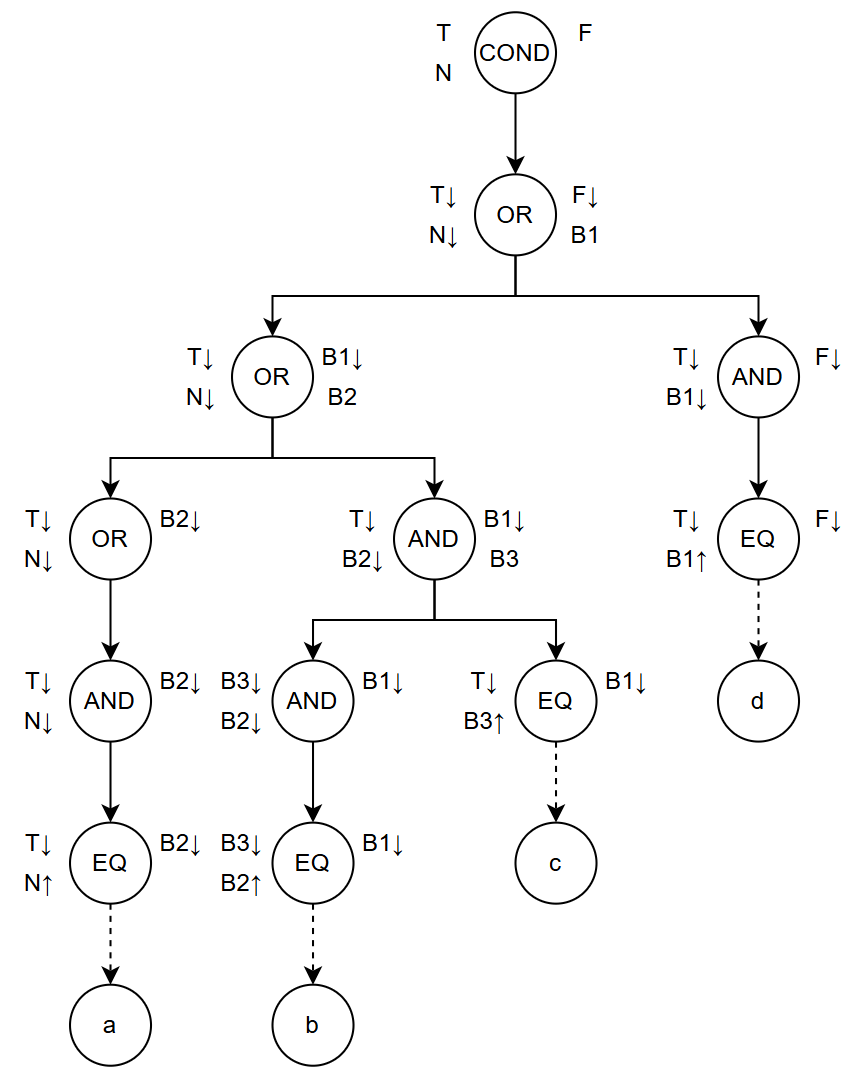 T
F
COND
N
T↓
F↓
OR
N↓
B1
T↓
B1↓
OR
N↓
B2
T↓
F↓
AND
B1↓
T↓
B2↓
OR
N↓
T↓
B1↓
AND
B2↓
B3
T↓
F↓
EQ
B1↑
T↓
B2↓
AND
N↓
B3↓
B1↓
AND
B2↓
T↓
B1↓
EQ
B3↑
d
T↓
B2↓
EQ
N↑
B3↓
B1↓
EQ
B2↑
c
a
b